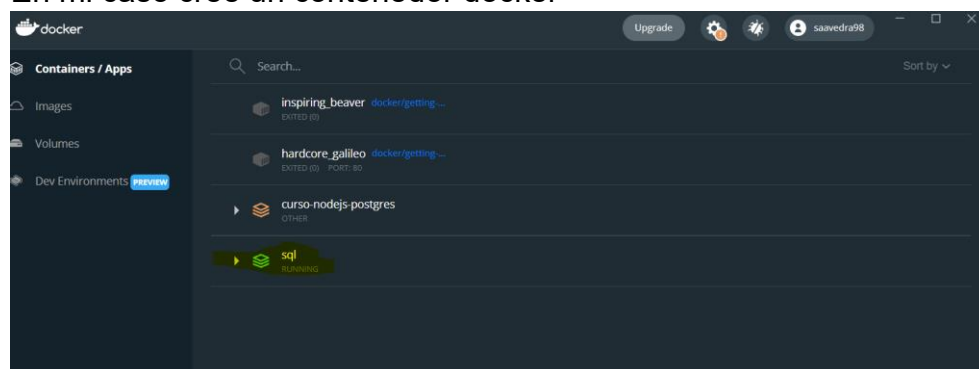 En mi caso cree un contenedor docker
docker
Upgrade
saavedra98
Containers / Apps
Search...
Sort by
Images
inspiring_beaver docker/getting-...
EXITED (0)
Volumes
hardcore_galileo docker/getting-...
EXITED (0) PORT: 80
Dev Environments PREVIEW
curso-nodejs-postgres
OTHER
sql
RUNNING